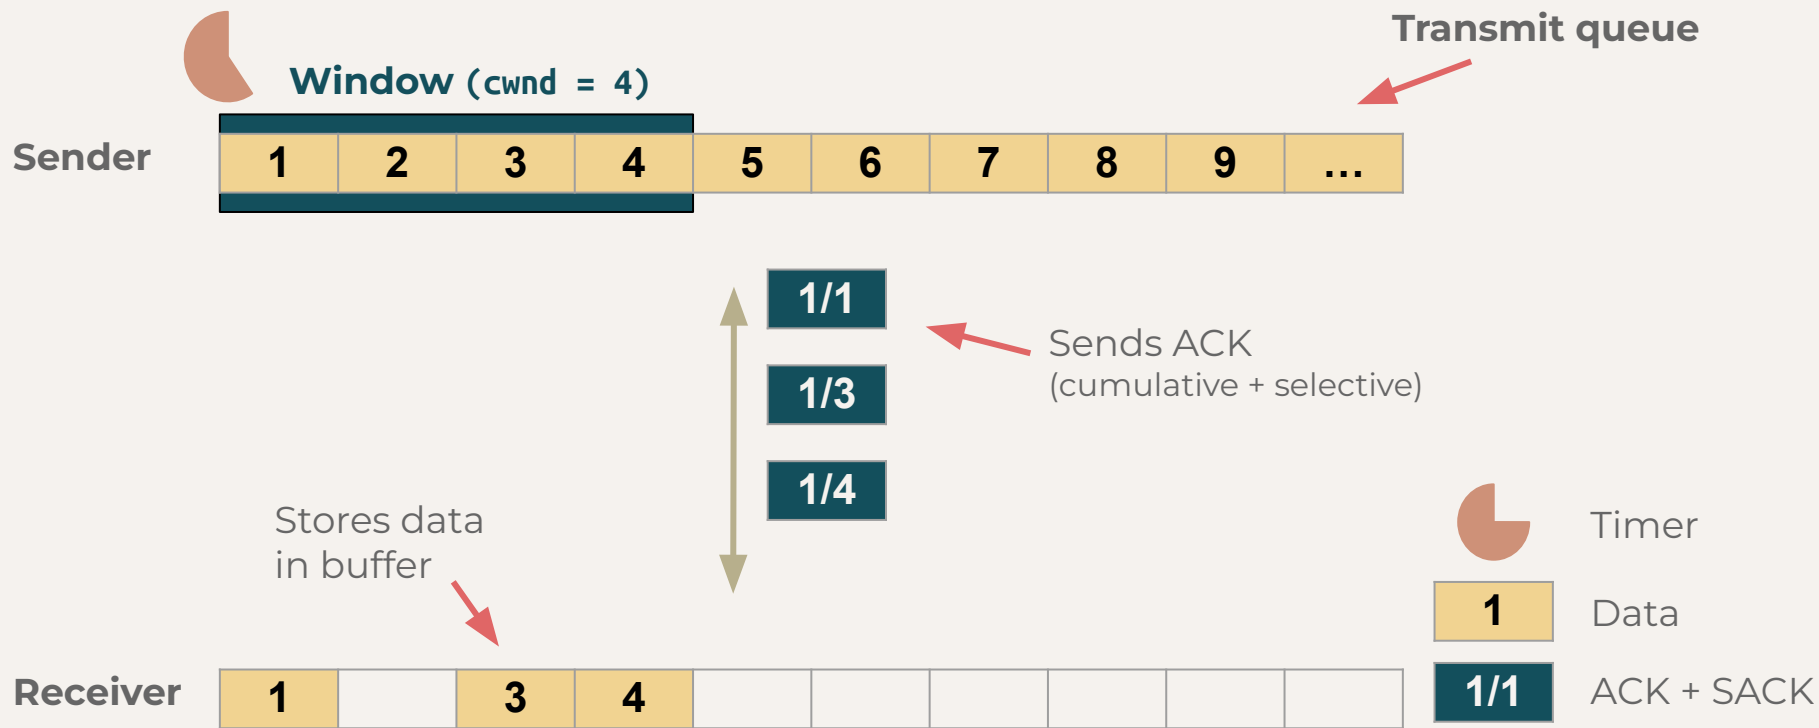 Transmit queue
Window (cwnd = 4)
Sender
1 2 3 4 5 6 7 8 9 ...
1/1
Sends ACK
(cumulative + selective)
1/3
1/4
Stores data
in buffer
Timer
1 Data
Receiver
1 3 4
1/1 ACK + SACK